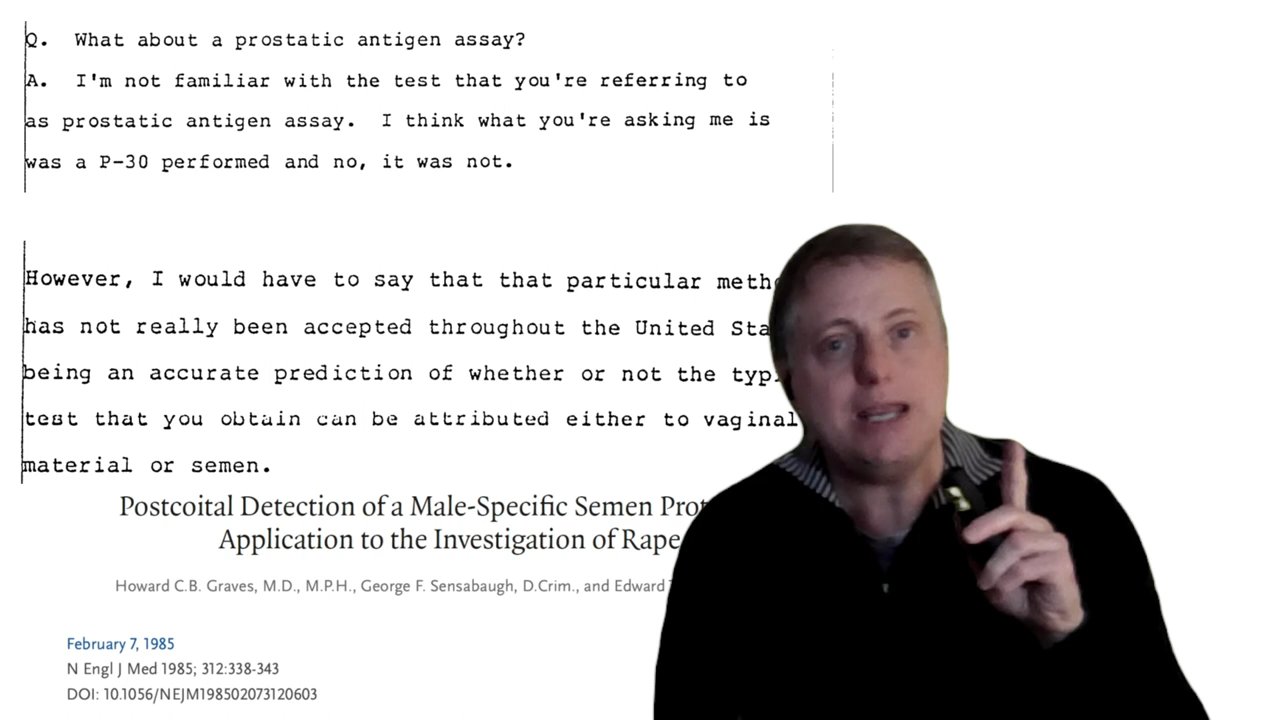 Q. What about a prostatic antigen assay?
A. I'm not familiar with the test that you're referring to
as prostatic antigen assay. I think what you're asking me is
was a P-30 performed and no, it was not.
However, I would have to say that that particular
has not really been accepted throughout the United
being an accurate prediction of whether or not the
test that you obtain can be attributed either to vaginal
material or semen.
Postcoital Detection of a Male-Specific Semen
Application to the Investigation of Rape
Howard C.B. Graves, M.D., M.P.H., George F. Sensabaugh, D.Crim., and Edward
February 7, 1985
N Engl J Med 1985; 312:338-343
DOI: 10.1056/NEJM198502073120603